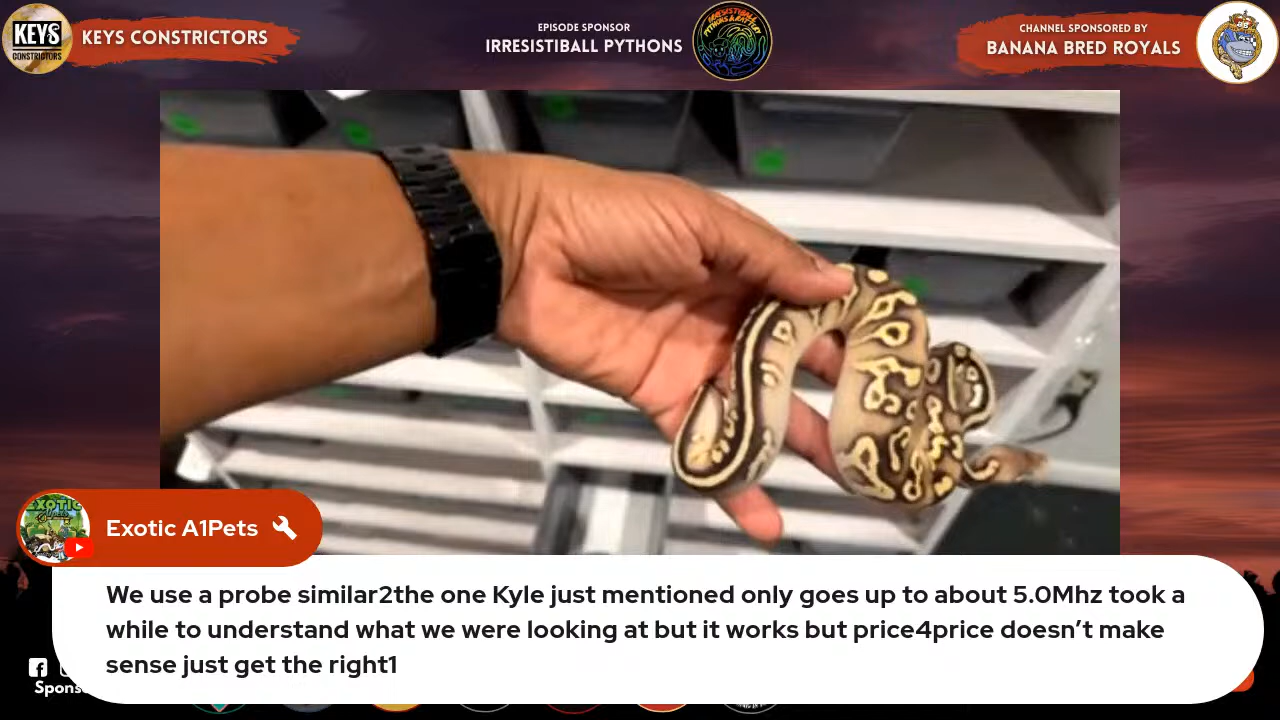 KEYS
CONSTRICTORS
KEYS CONSTRICTORS
EPISODE SPONSOR
IRRESISTIBALL PYTHONS
CHANNEL SPONSORED BY
BANANA BRED ROYALS
EXOTIC
Exotic A1Pets
We use a probe similar2the one Kyle just mentioned only goes up to about 5.0Mhz took a
while to understand what we were looking at but it works but price4price doesn’t make
sense just get the right1
Spons